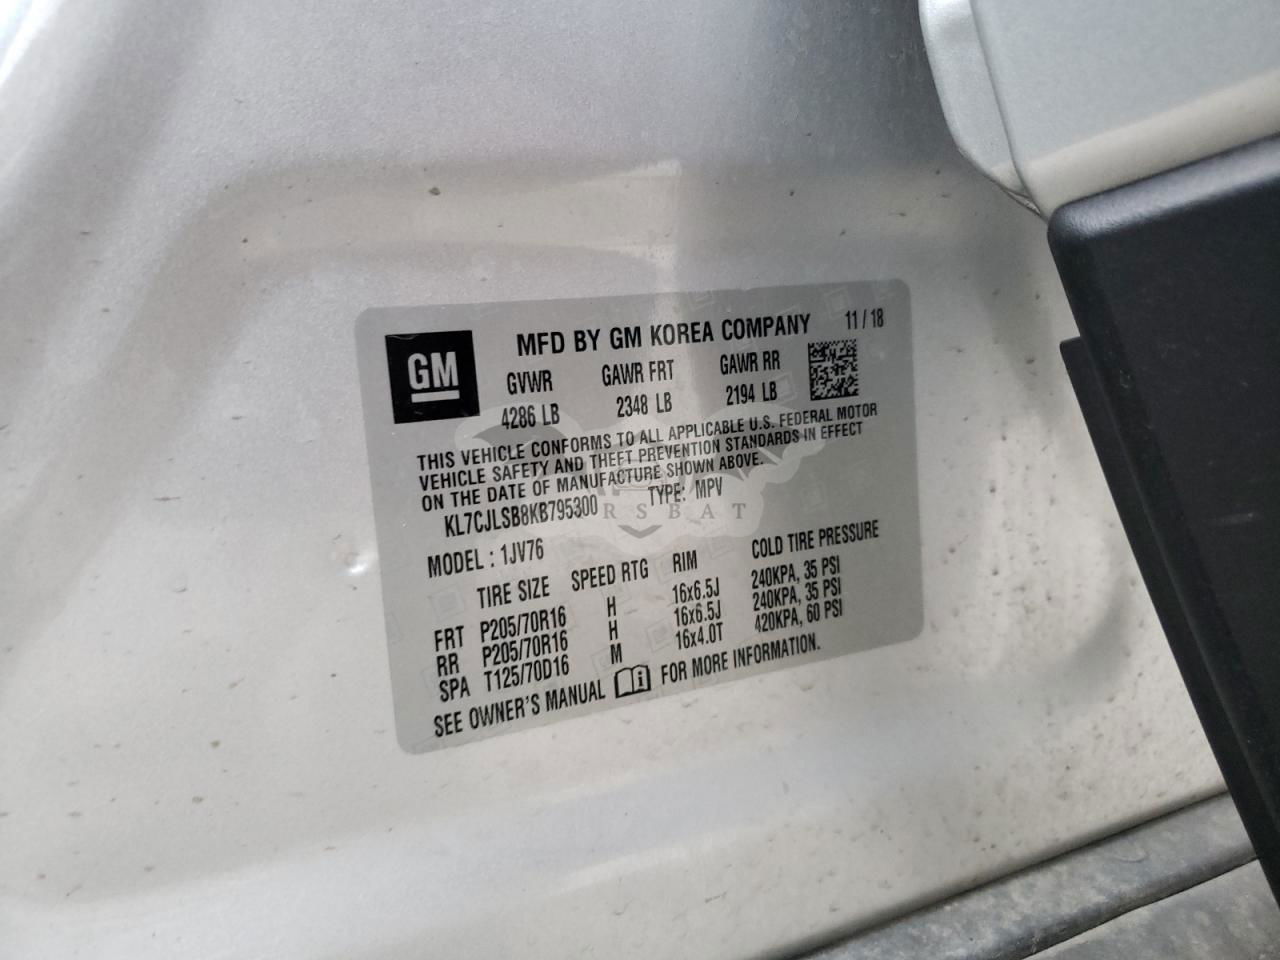 GM
MFD BY GM KOREA COMPANY 11/18
GVWR GAWR FRT GAWR RR
4286 LB 2348 LB 2194 LB
THIS VEHICLE CONFORMS TO ALL APPLICABLE U.S. FEDERAL MOTOR
VEHICLE SAFETY AND THEFT PREVENTION STANDARDS IN EFFECT
ON THE DATE OF MANUFACTURE SHOWN ABOVE.
KL7CJLSB8KB795300 TYPE: MPV
RSBAT
MODEL : 1JV76
TIRE SIZE SPEED RTG RIM COLD TIRE PRESSURE
FRT P205/70R16 H 16x6.5J 240KPA, 35 PSI
RR P205/70R16 H 16x6.5J 240KPA, 35 PSI
SPA T125/70D16 M 16x4.0T 420KPA, 60 PSI
SEE OWNER'S MANUAL i FOR MORE INFORMATION.